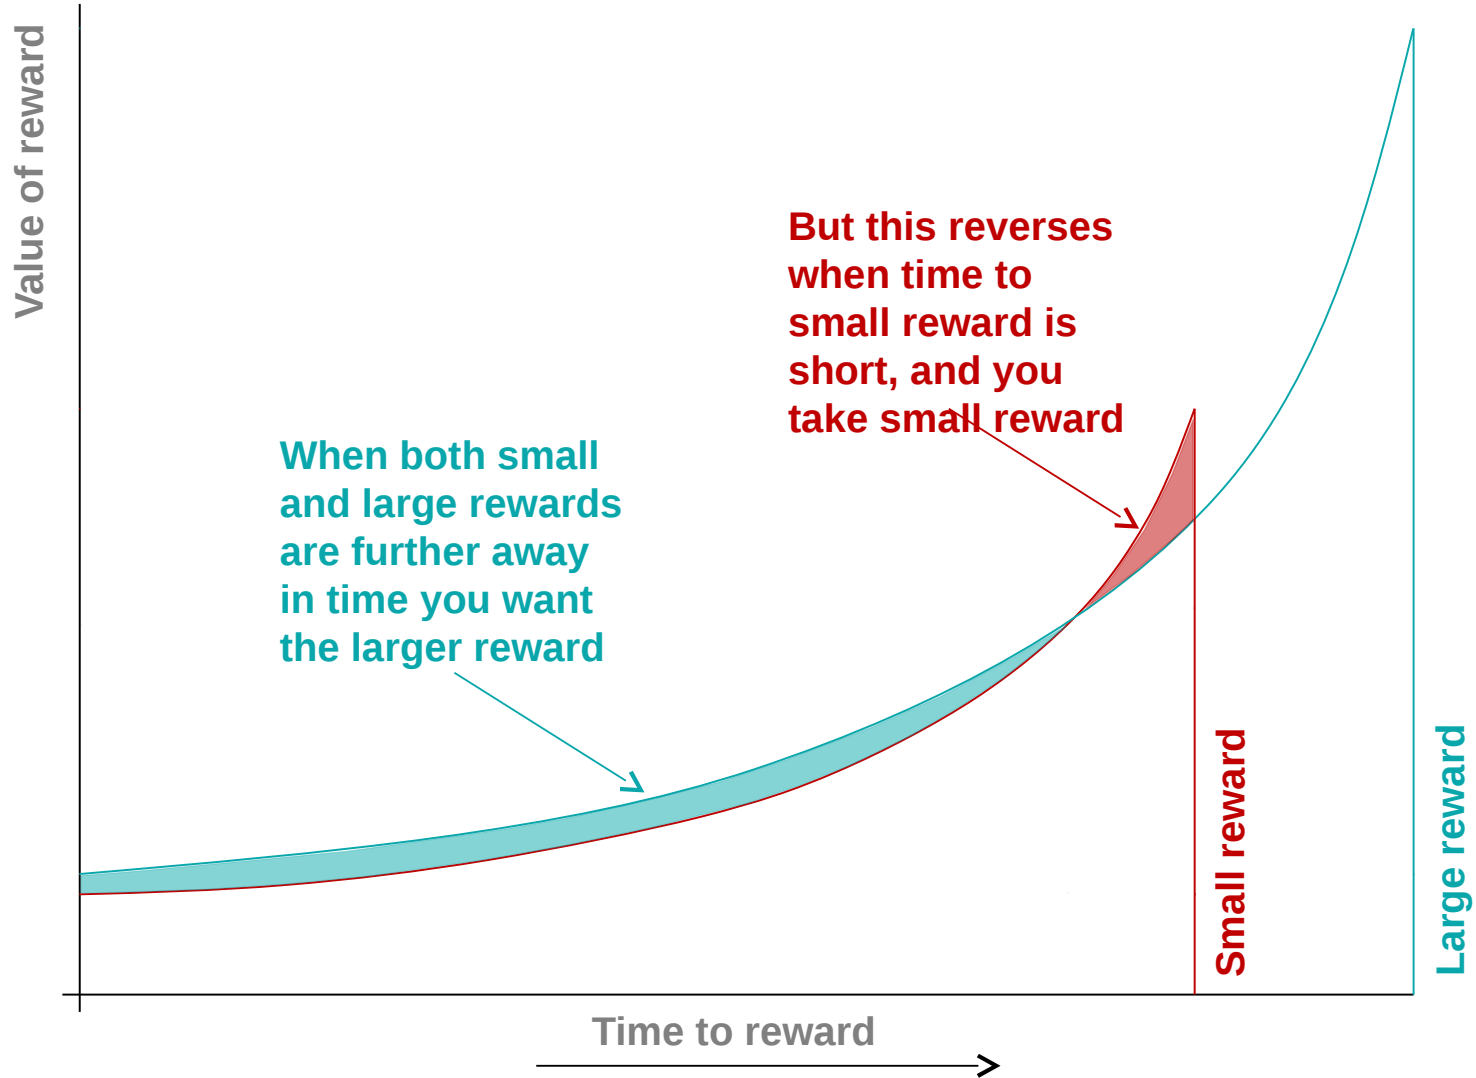 Value of reward
But this reverses
when time to
small reward is
short, and you
take small reward
When both small
and large rewards
are further away
in time you want
the larger reward
Small reward
Large reward
Time to reward